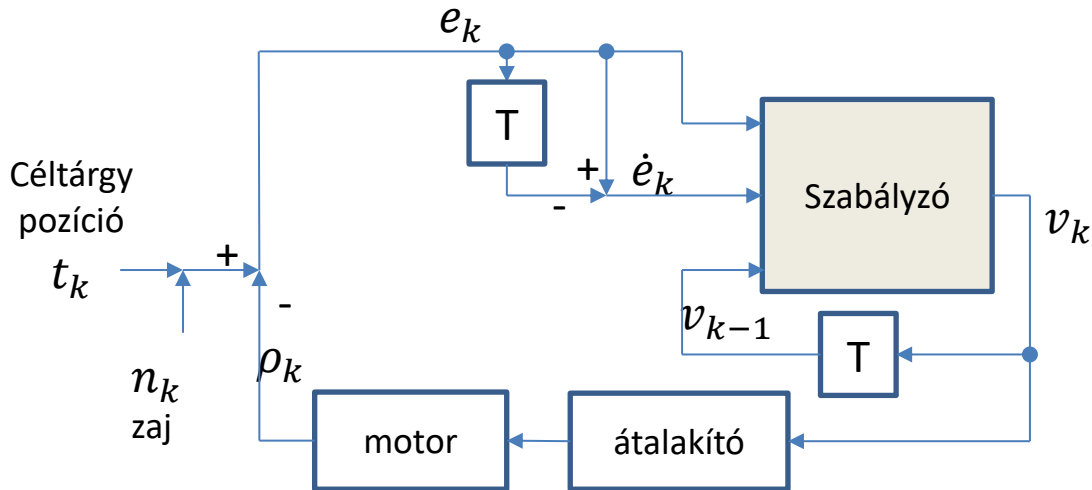 e_k
T
+
ė_k
-
Szabályzó
v_k
Céltárgy
pozíció
t_k
+
-
v_{k-1}
T
n_k
zaj
ρ_k
motor
átalakító